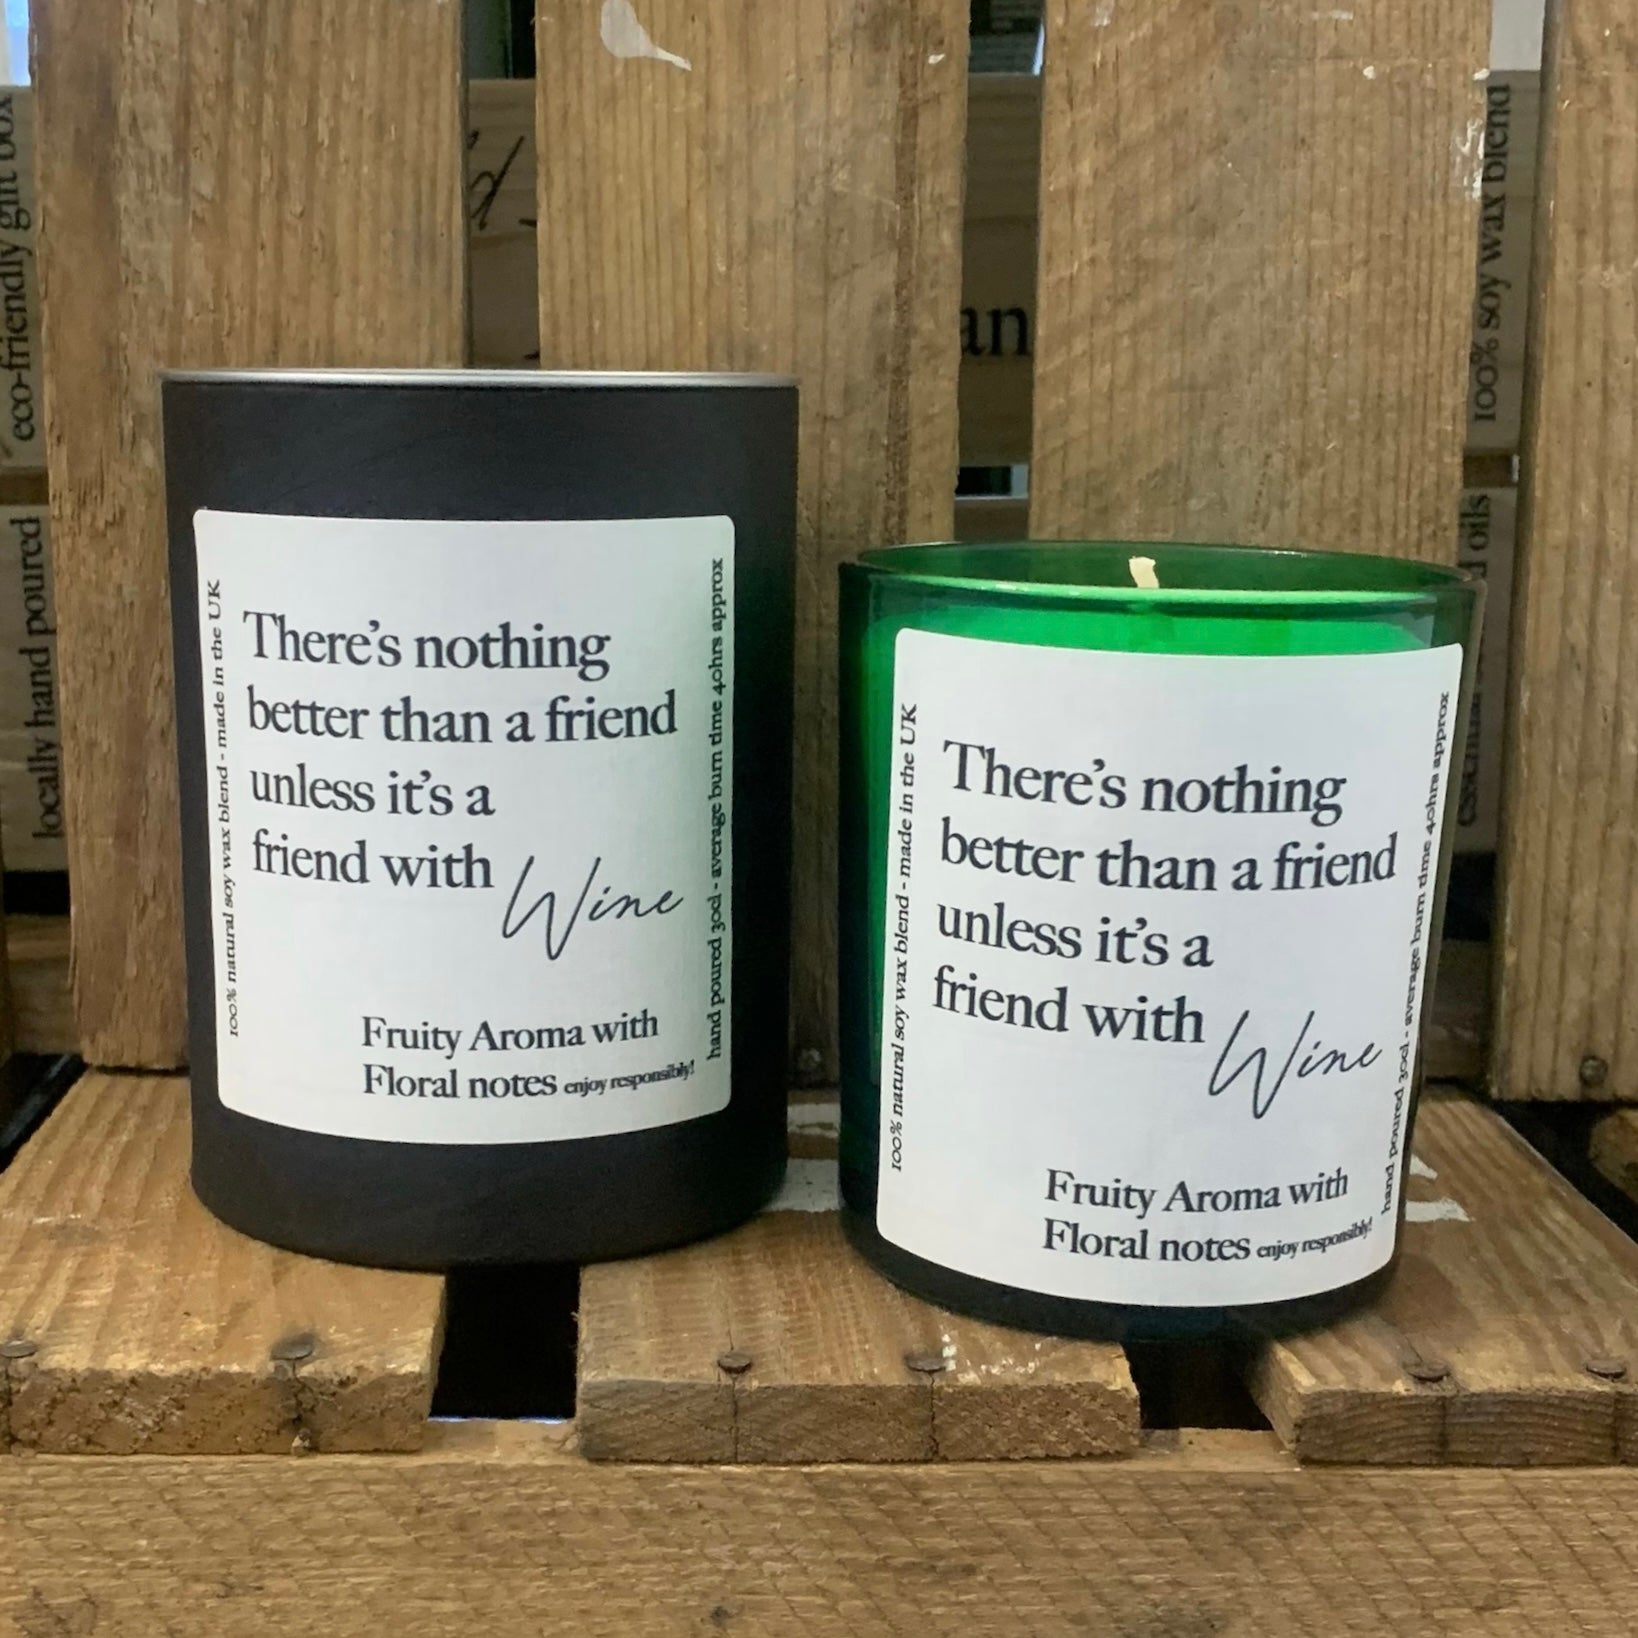 eco-friendly gift box
locally hand poured
an
100% soy wax blend
oils
100% natural soy wax blend - made in the UK
There's nothing
better than a friend
unless it's a
friend with Wine
Fruity Aroma with
Floral notes enjoy responsibly!
hand poured 30cl - average burn time 40hrs approx
100% natural soy wax blend - made in the UK
There's nothing
better than a friend
unless it's a
friend with Wine
Fruity Aroma with
Floral notes enjoy responsibly!
hand poured 30cl - average burn time 40hrs approx